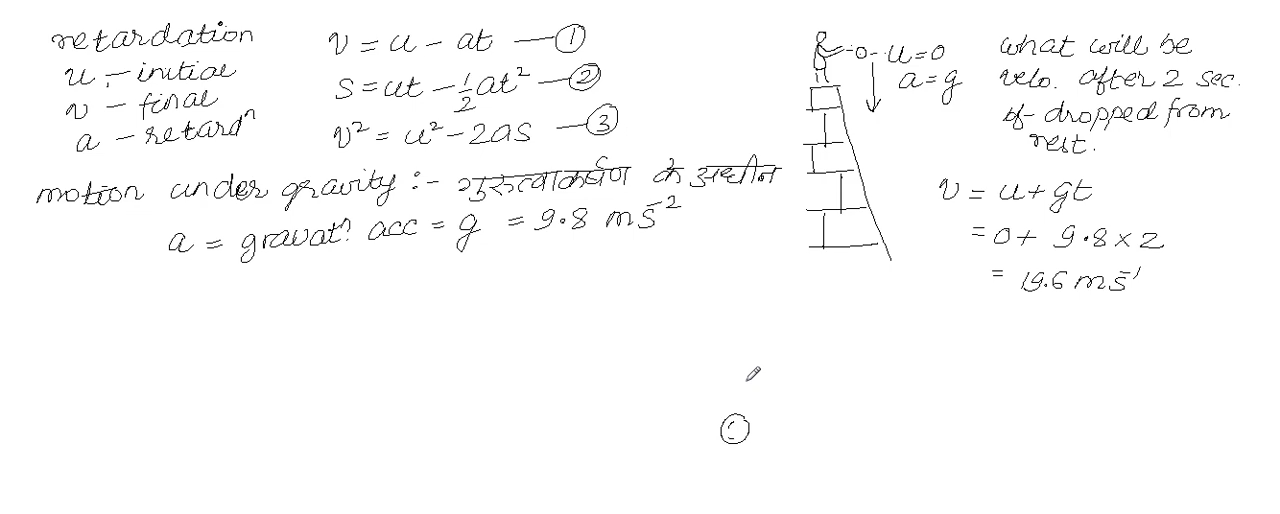 retardation
u - initial
v - final
a - retardn
v = u - at —①
s = ut - 1/2 at² —②
v² = u² - 2as —③
motion under gravity :- गुरुत्वाकर्षण के अधीन
a = gravatn acc = g = 9.8 ms⁻²
u = 0
a = g
what will be
velo. after 2 sec.
if dropped from
rest.
v = u + gt
= 0 + 9.8 × 2
= 19.6 ms⁻¹